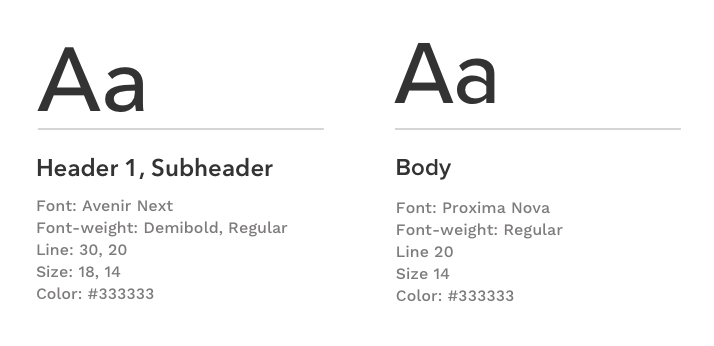 Aa
Header 1, Subheader
Font: Avenir Next
Font-weight: Demibold, Regular
Line: 30, 20
Size: 18, 14
Color: #333333
Aa
Body
Font: Proxima Nova
Font-weight: Regular
Line 20
Size 14
Color: #333333